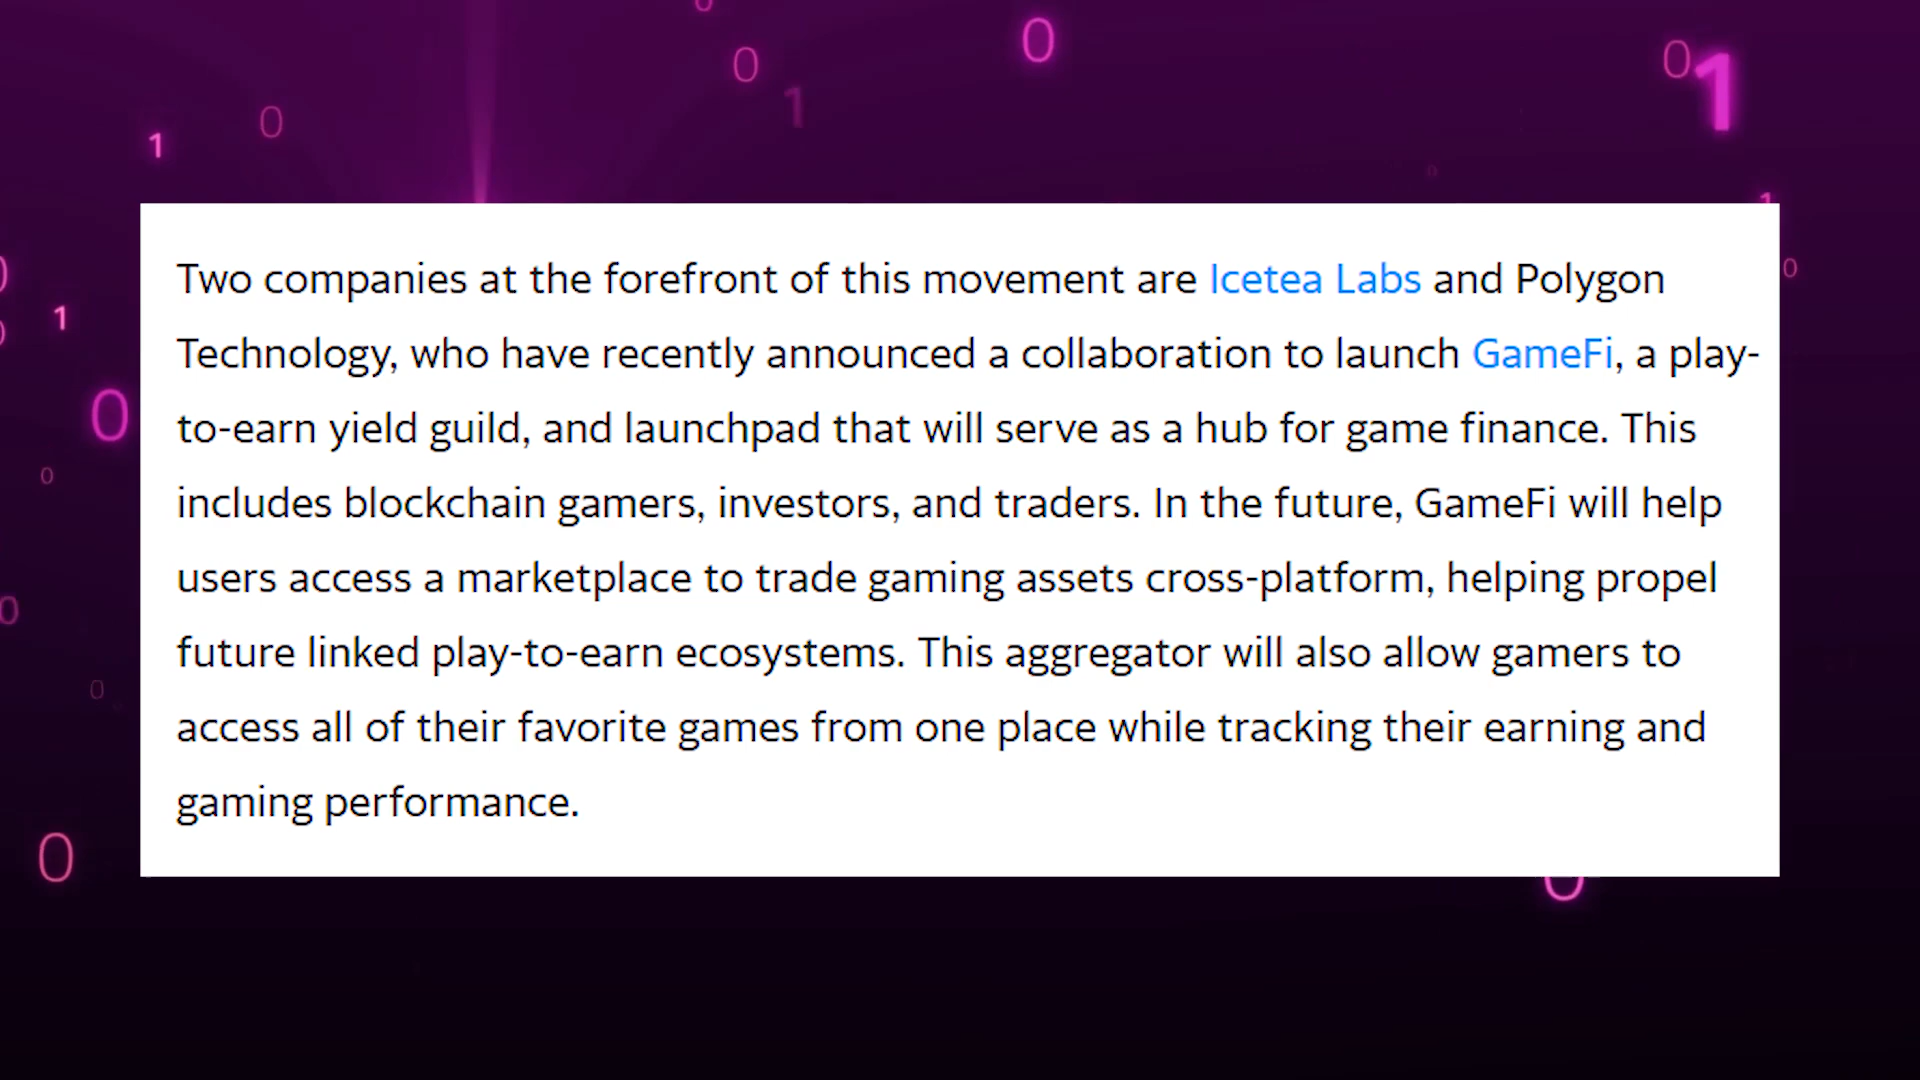 Two companies at the forefront of this movement are Icetea Labs and Polygon
Technology, who have recently announced a collaboration to launch GameFi, a play-
to-earn yield guild, and launchpad that will serve as a hub for game finance. This
includes blockchain gamers, investors, and traders. In the future, GameFi will help
users access a marketplace to trade gaming assets cross-platform, helping propel
future linked play-to-earn ecosystems. This aggregator will also allow gamers to
access all of their favorite games from one place while tracking their earning and
gaming performance.